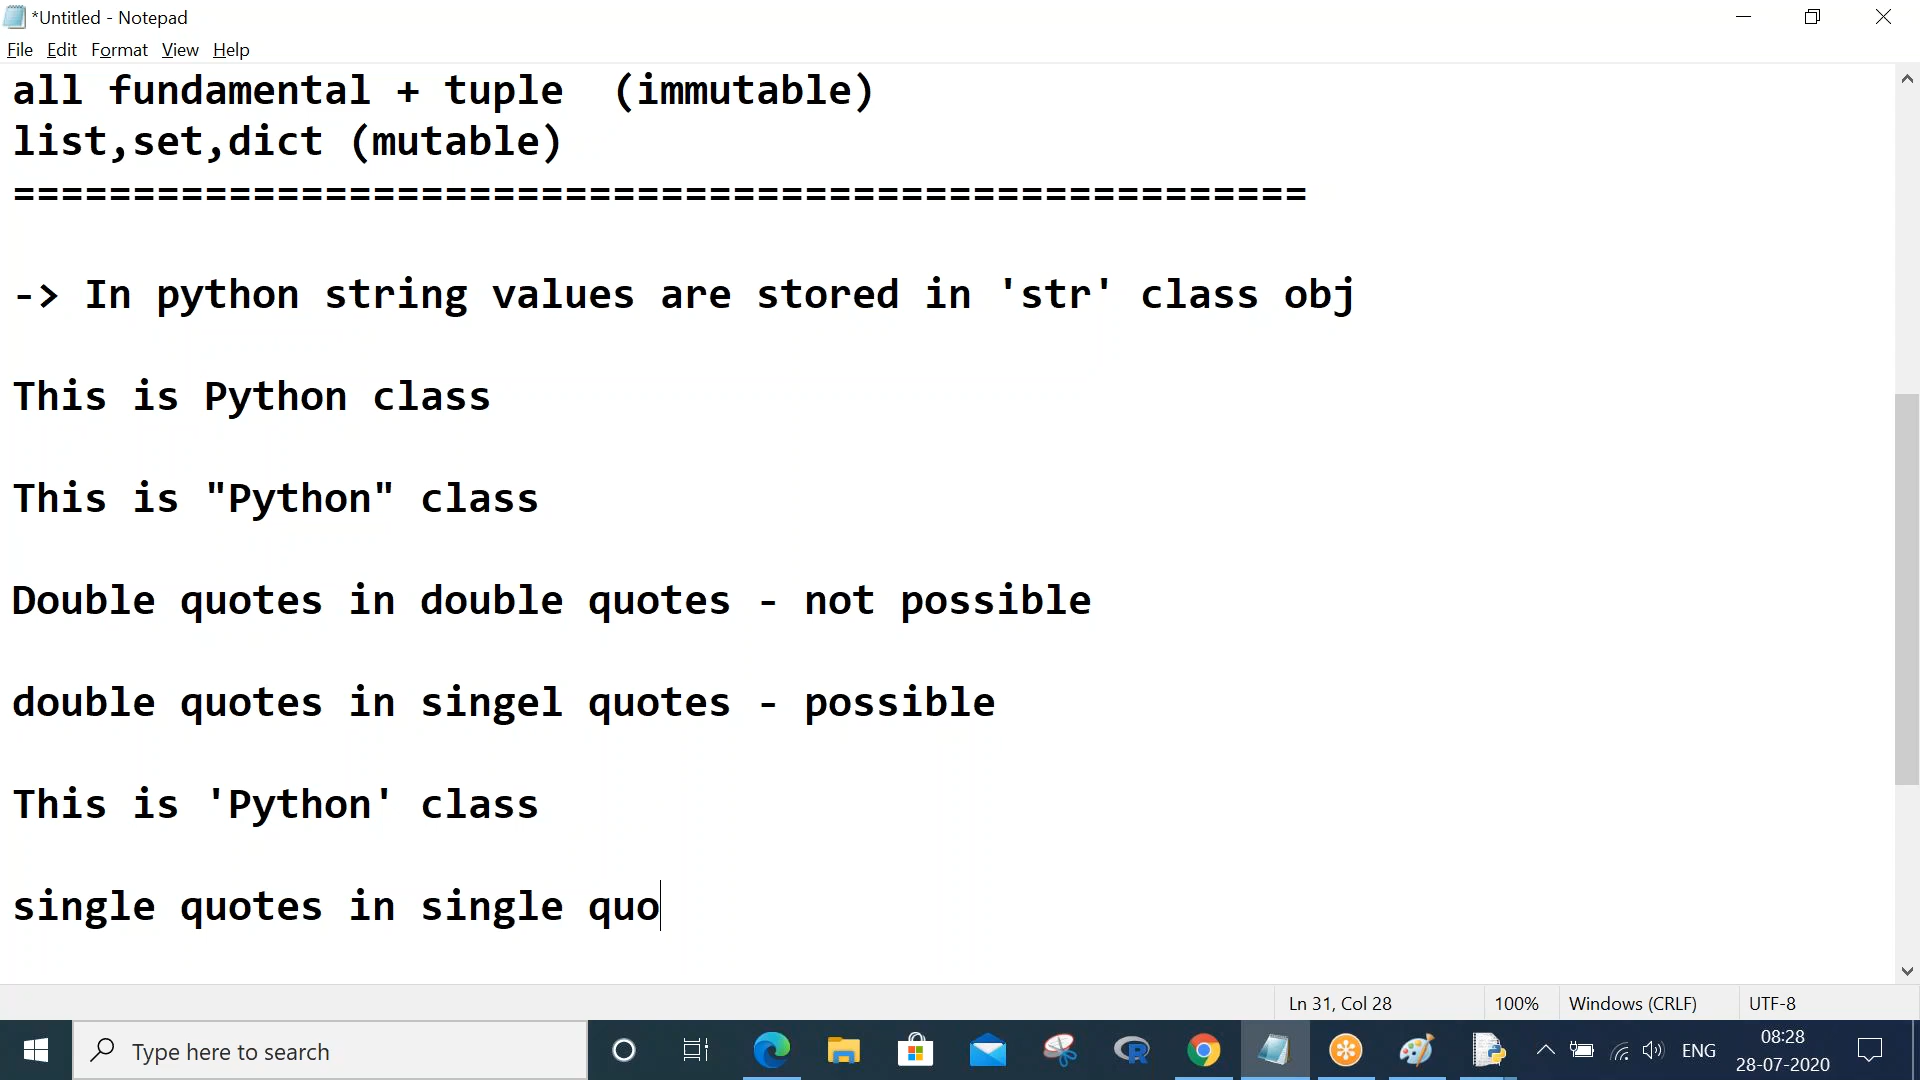 *Untitled - Notepad
File Edit Format View Help
all fundamental + tuple  (immutable)
list,set,dict (mutable)
======================================================
-> In python string values are stored in 'str' class obj
This is Python class
This is "Python" class
Double quotes in double quotes - not possible
double quotes in singel quotes - possible
This is 'Python' class
single quotes in single quo
Ln 31, Col 28 100% Windows (CRLF) UTF-8
Type here to search
R
ENG
08:28
28-07-2020